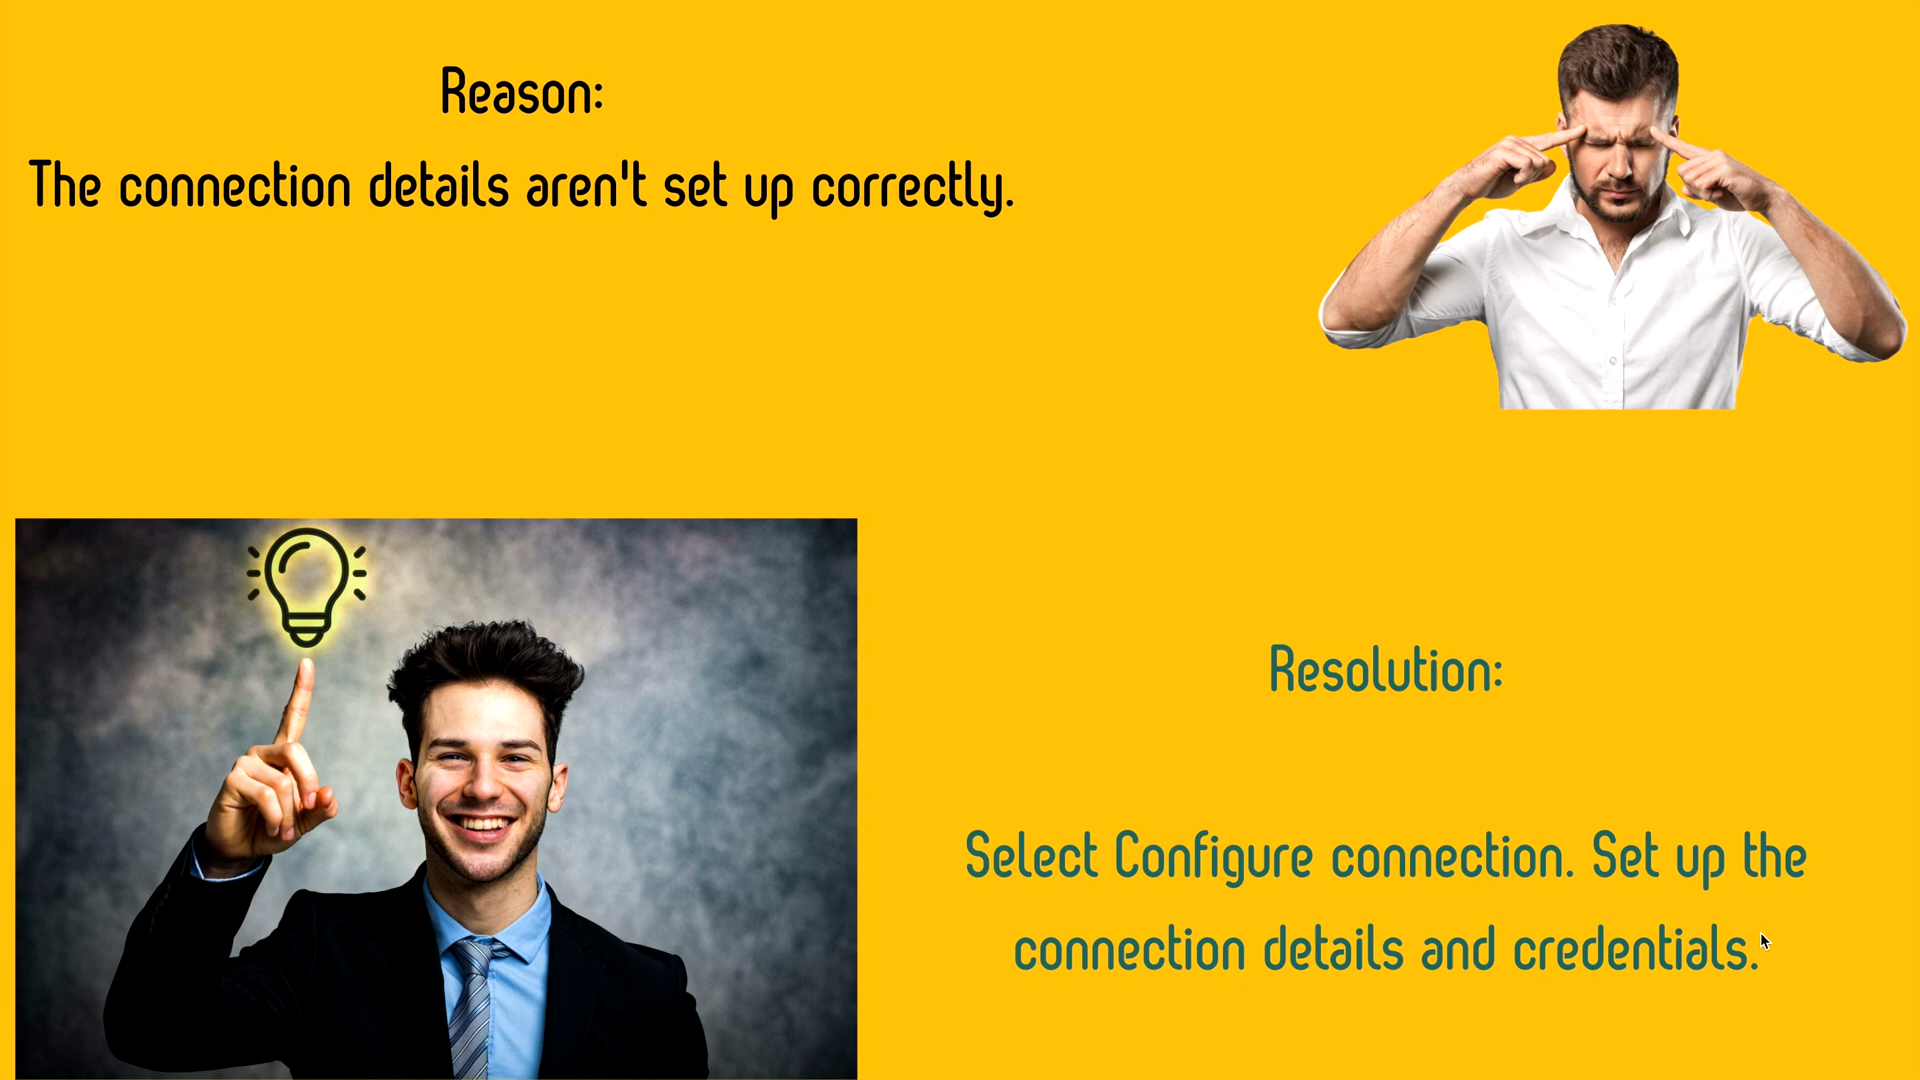 Reason:
The connection details aren't set up correctly.
Resolution:
Select Configure connection. Set up the
connection details and credentials.